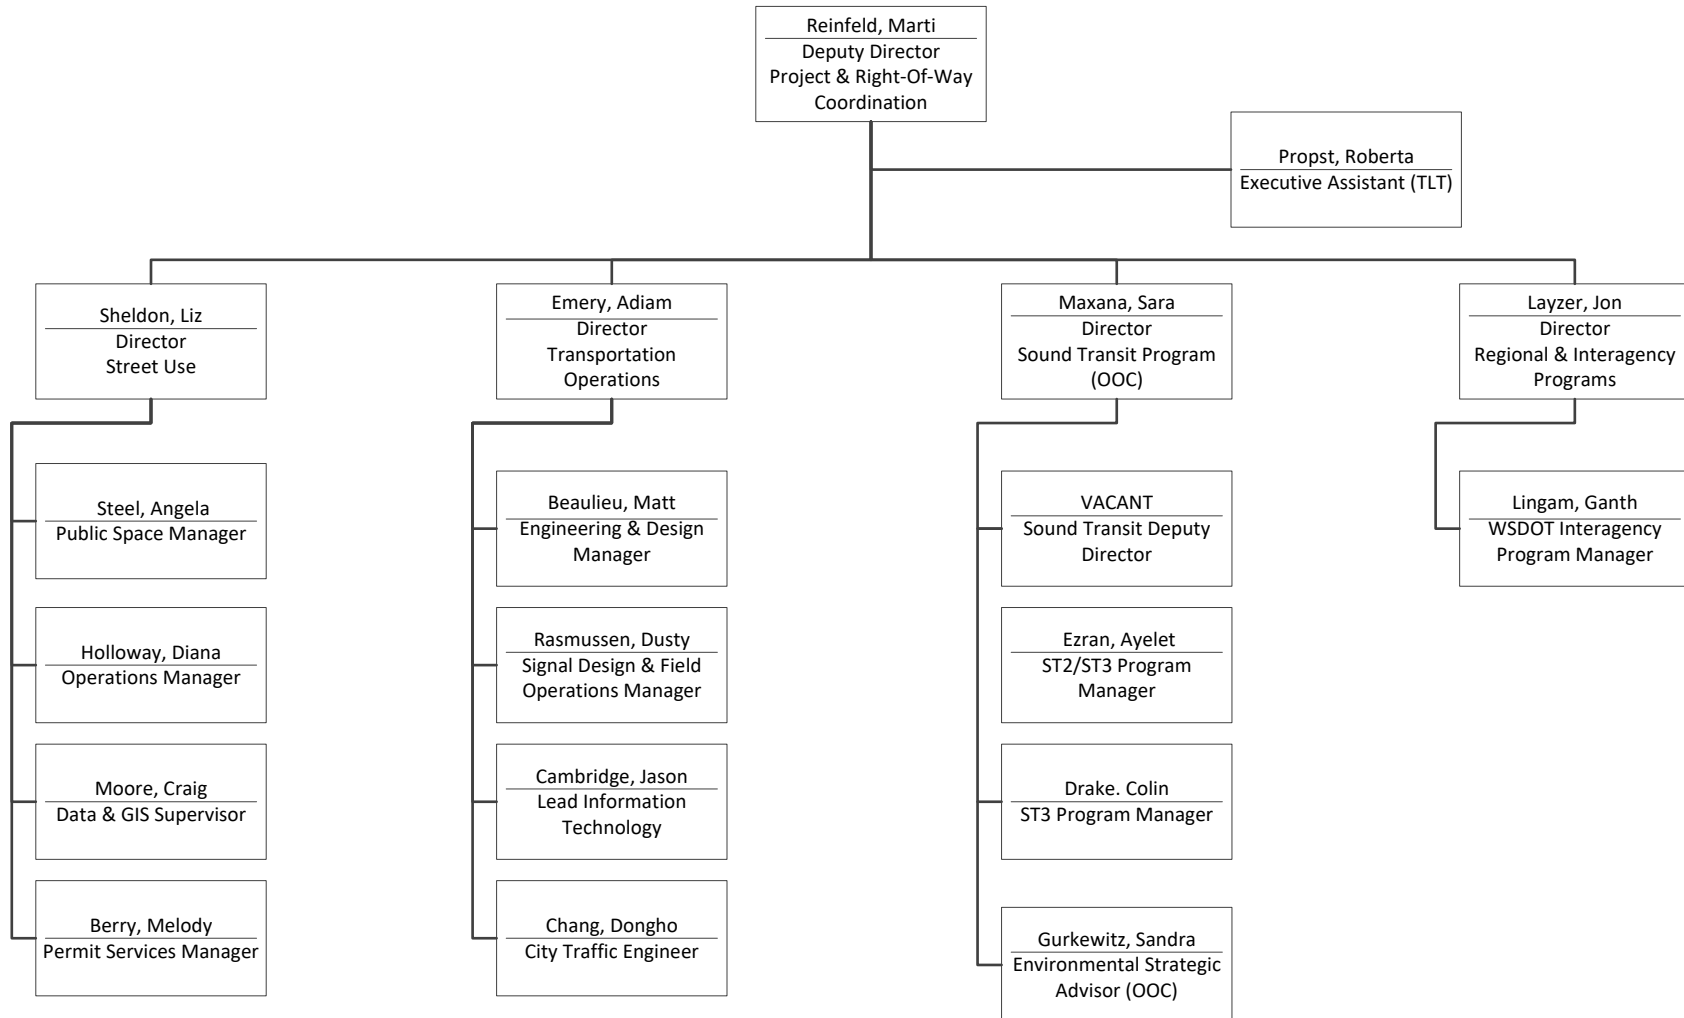 Reinfeld, Marti
Deputy Director
Project & Right-Of-Way
Coordination
Propst, Roberta
Executive Assistant (TLT)
Sheldon, Liz
Director
Street Use
Emery, Adiam
Director
Transportation
Operations
Maxana, Sara
Director
Sound Transit Program
(OOC)
Layzer, Jon
Director
Regional & Interagency
Programs
Steel, Angela
Public Space Manager
Holloway, Diana
Operations Manager
Moore, Craig
Data & GIS Supervisor
Berry, Melody
Permit Services Manager
Beaulieu, Matt
Engineering & Design
Manager
Rasmussen, Dusty
Signal Design & Field
Operations Manager
Cambridge, Jason
Lead Information
Technology
Chang, Dongho
City Traffic Engineer
VACANT
Sound Transit Deputy
Director
Ezran, Ayelet
ST2/ST3 Program
Manager
Drake. Colin
ST3 Program Manager
Gurkewitz, Sandra
Environmental Strategic
Advisor (OOC)
Lingam, Ganth
WSDOT Interagency
Program Manager